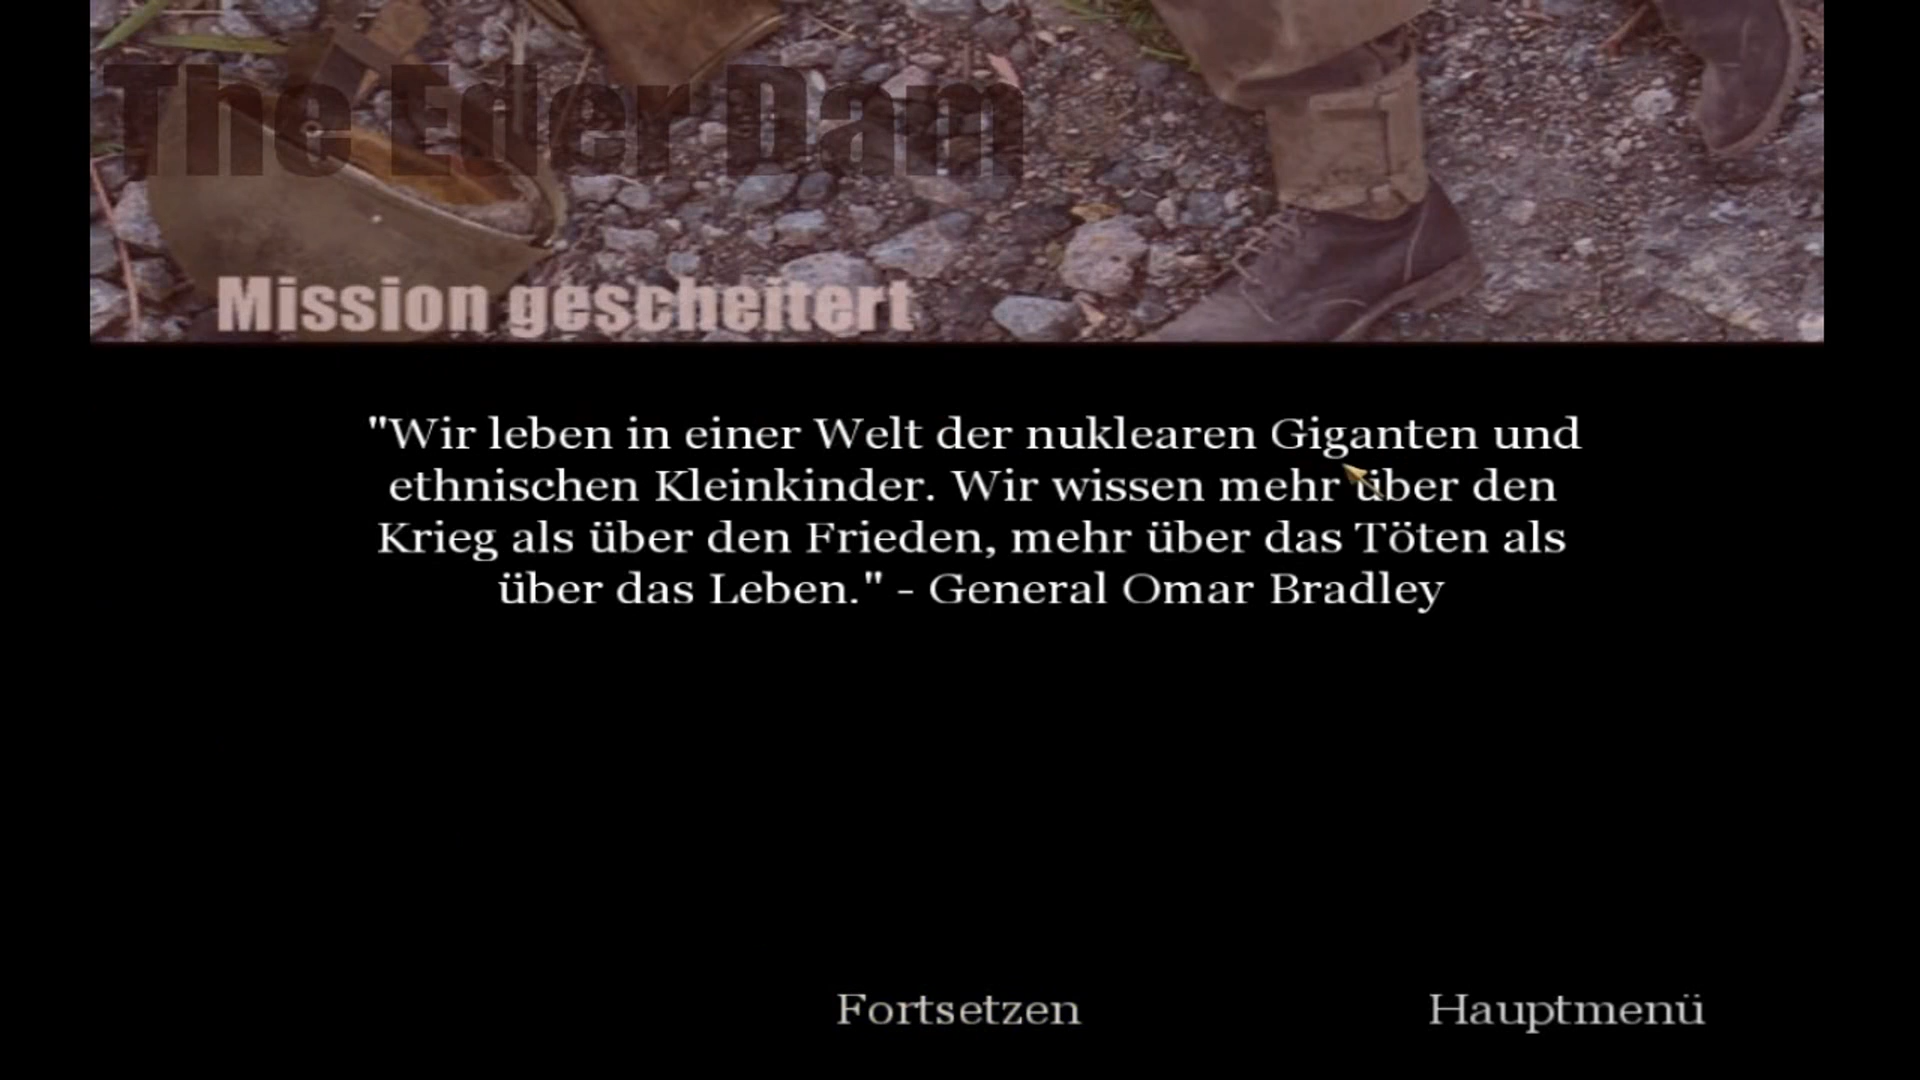 The Eder Dam
Mission gescheitert
"Wir leben in einer Welt der nuklearen Giganten und
ethnischen Kleinkinder. Wir wissen mehr über den
Krieg als über den Frieden, mehr über das Töten als
über das Leben." - General Omar Bradley
Fortsetzen
Hauptmenü